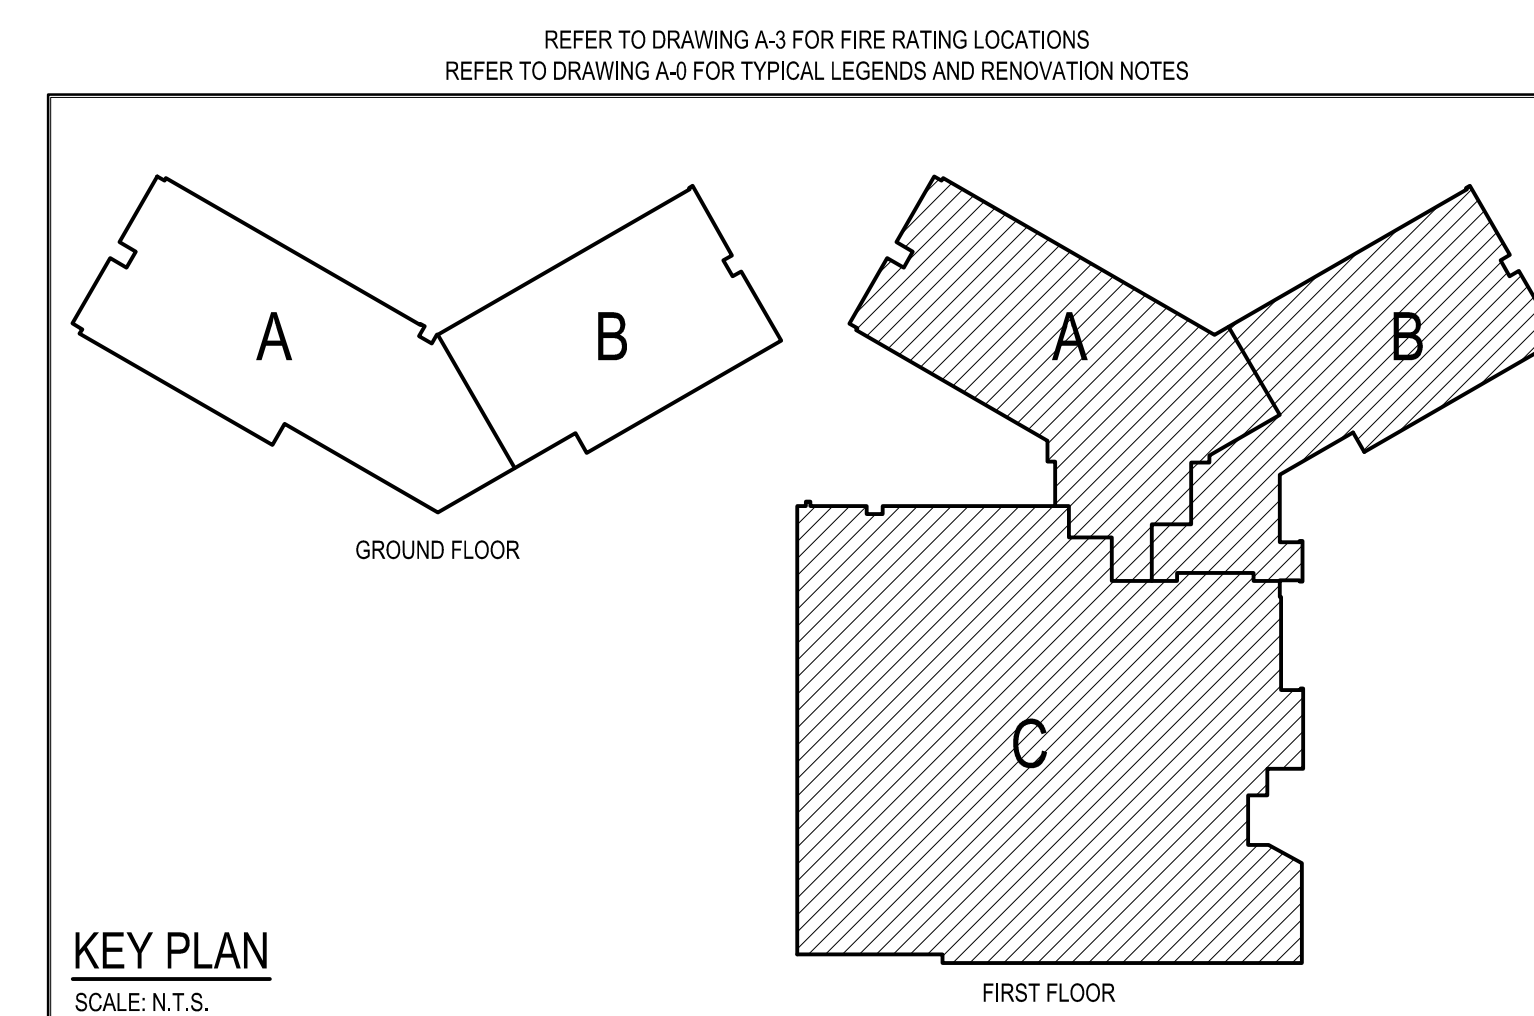 REFER TO DRAWING A-3 FOR FIRE RATING LOCATIONS
REFER TO DRAWING A-0 FOR TYPICAL LEGENDS AND RENOVATION NOTES
A
B
GROUND FLOOR
A
B
C
FIRST FLOOR
KEY PLAN
SCALE: N.T.S.